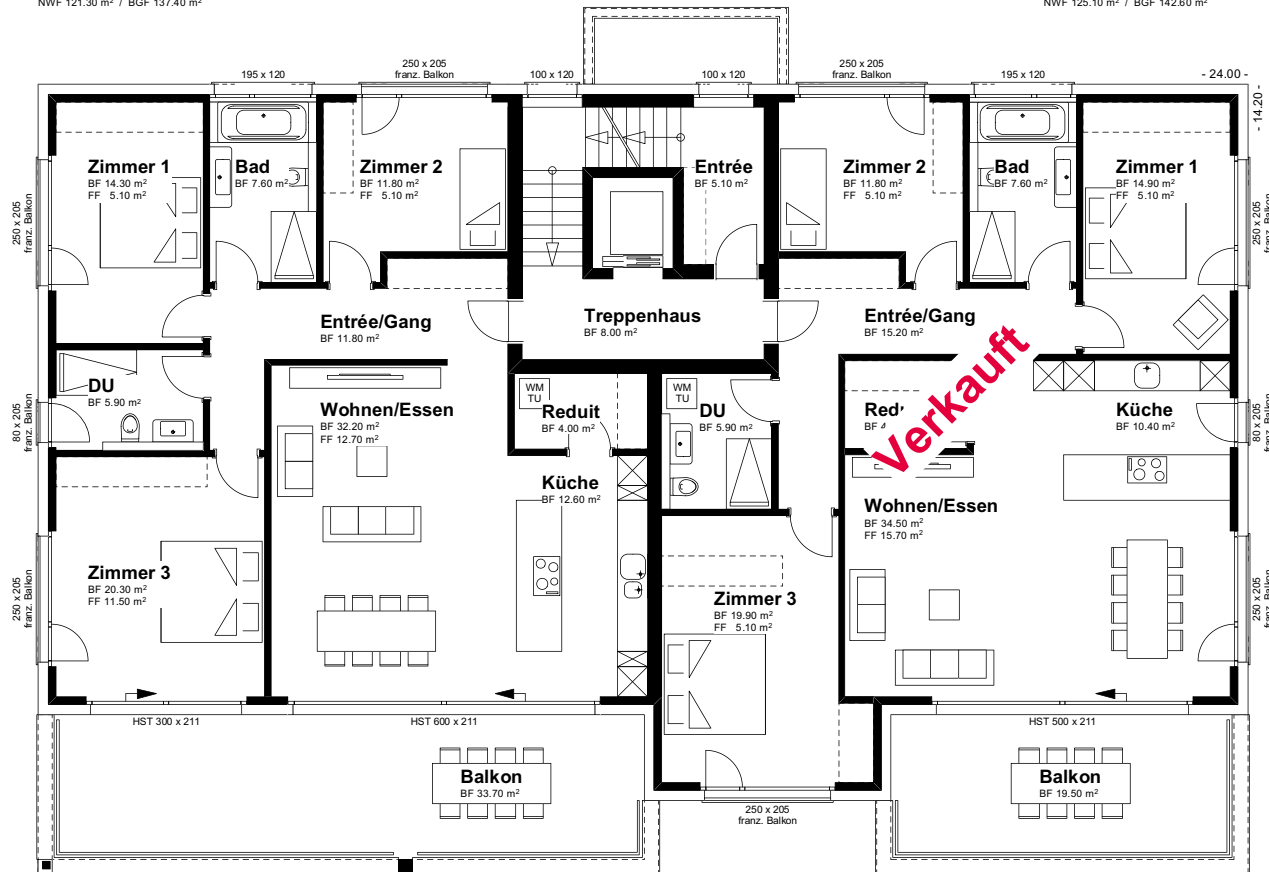 NWF 121.30 m² / BGF 137.40 m²
NWF 125.10 m² / BGF 142.60 m²
195 x 120
250 x 205
franz. Balkon
100 x 120
100 x 120
250 x 205
franz. Balkon
195 x 120
- 24.00 -
- 14.20 -
Zimmer 1
BF 14.30 m²
FF 5.10 m²
Bad
BF 7.60 m²
Zimmer 2
BF 11.80 m²
FF 5.10 m²
Entrée
BF 5.10 m²
Zimmer 2
BF 11.80 m²
FF 5.10 m²
Bad
BF 7.60 m²
Zimmer 1
BF 14.90 m²
FF 5.10 m²
250 x 205
franz. Balkon
250 x 205
franz. Balkon
Entrée/Gang
BF 11.80 m²
Treppenhaus
BF 8.00 m²
Entrée/Gang
BF 15.20 m²
Verkauft
DU
BF 5.90 m²
80 x 205
franz. Balkon
Wohnen/Essen
BF 32.20 m²
FF 12.70 m²
WM
TU
Reduit
BF 4.00 m²
WM
TU
DU
BF 5.90 m²
BF
Küche
BF 10.40 m²
80 x 205
franz. Balkon
Küche
BF 12.60 m²
Wohnen/Essen
BF 34.50 m²
FF 15.70 m²
Zimmer 3
BF 20.30 m²
FF 11.50 m²
250 x 205
franz. Balkon
Zimmer 3
BF 19.90 m²
FF 5.10 m²
250 x 205
franz. Balkon
HST 300 x 211
HST 600 x 211
HST 500 x 211
Balkon
BF 33.70 m²
Balkon
BF 19.50 m²
250 x 205
franz. Balkon